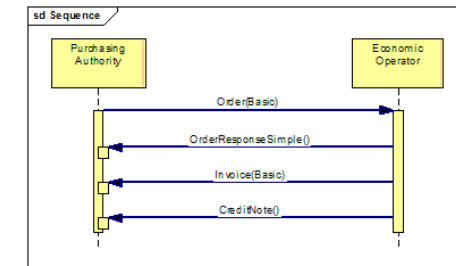 sd Sequence
Purchasing
Authority
Economic
Operator
Order(Basic)
OrderResponseSimple()
Invoice(Basic)
CreditNote()